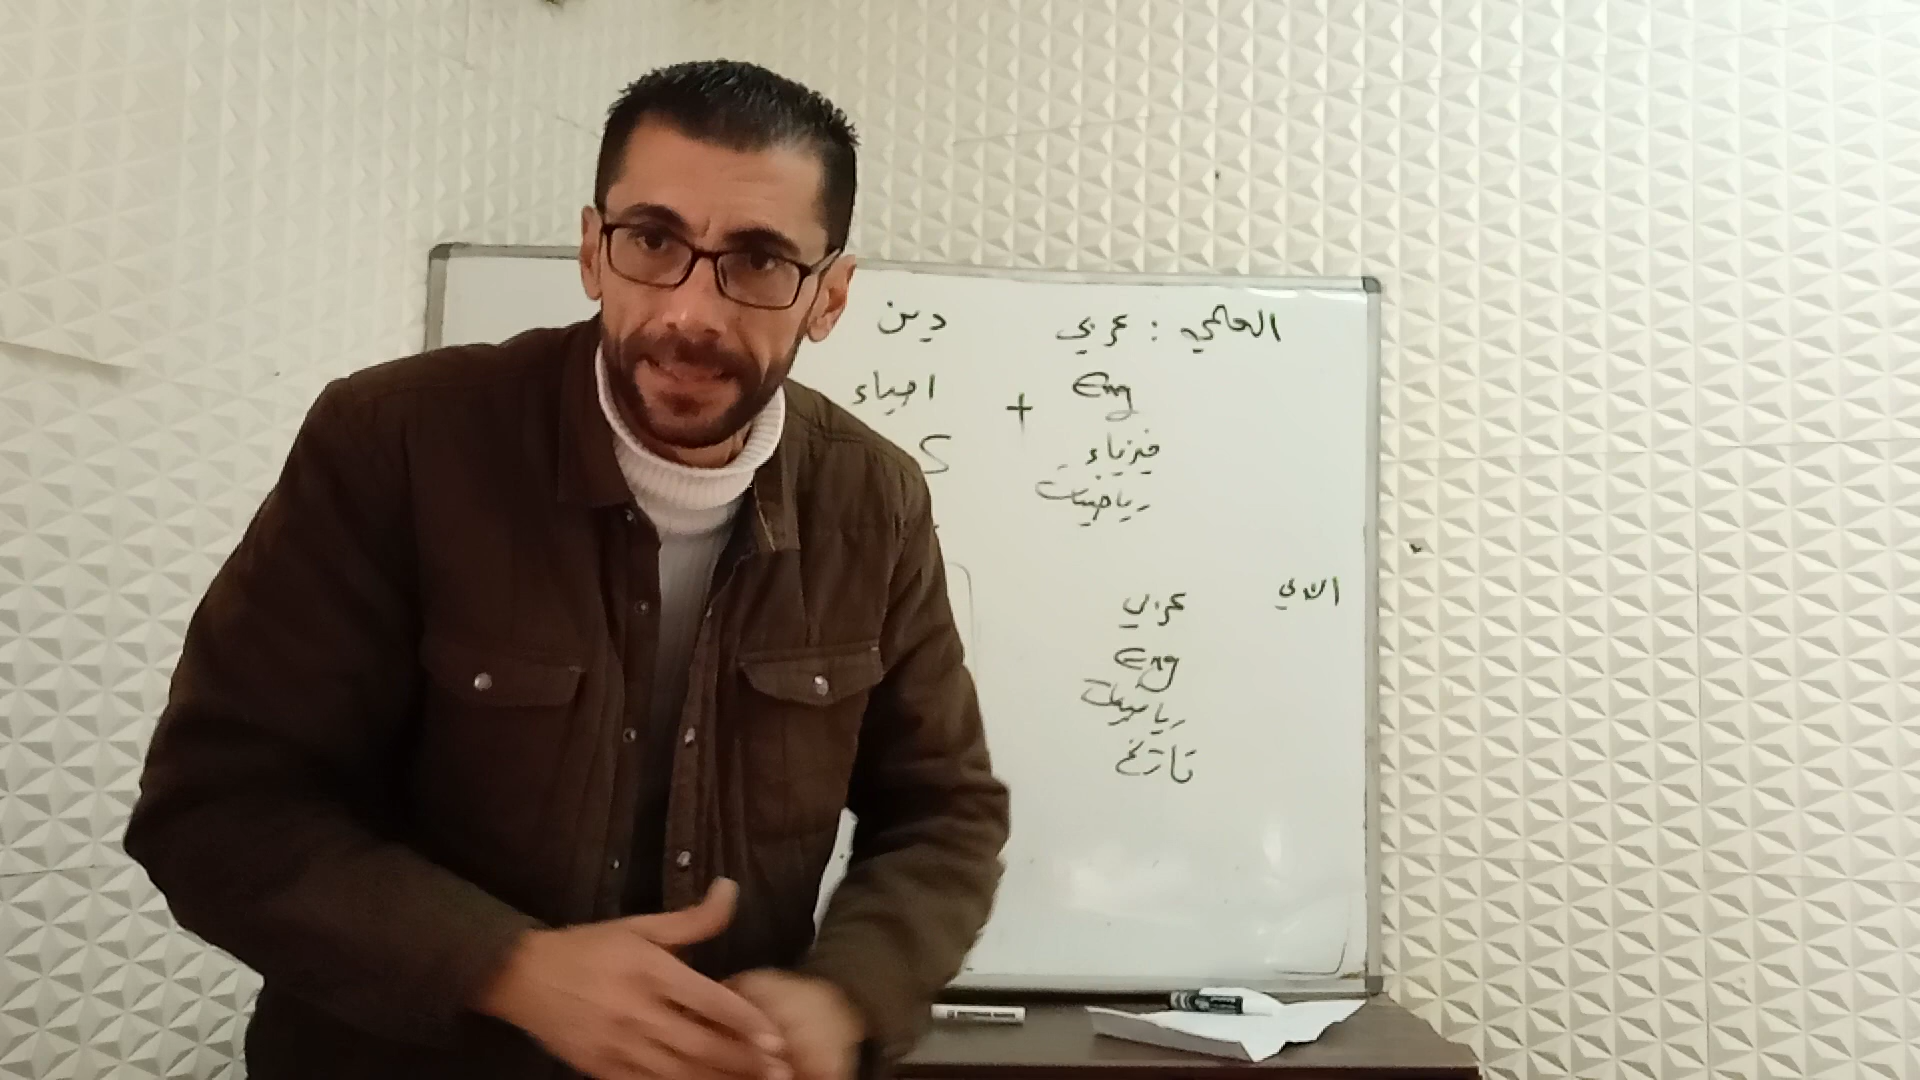 العلمي : عربي
Eng
فيزياء
رياضيات
+
دين
احياء
الادبي
عربي
Eng
رياضيات
تاريخ